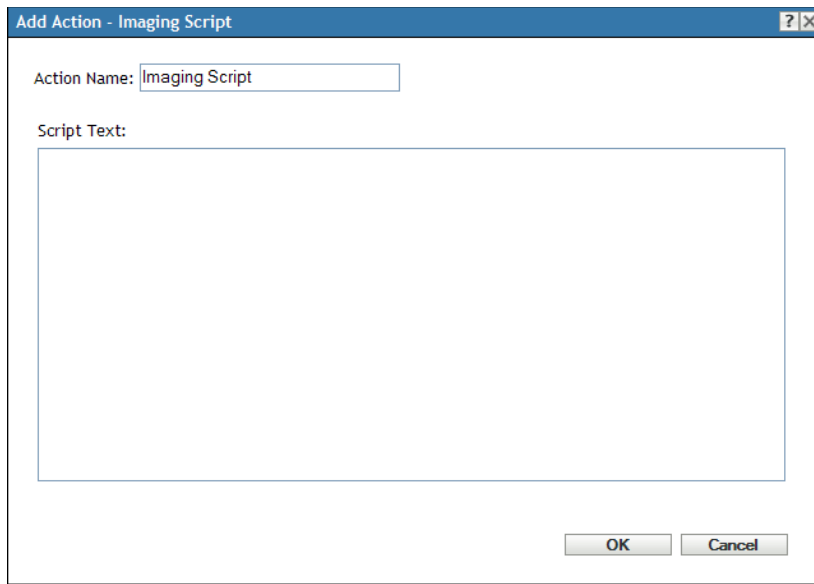 Add Action - Imaging Script ? X
Action Name: Imaging Script
Script Text:
OK Cancel